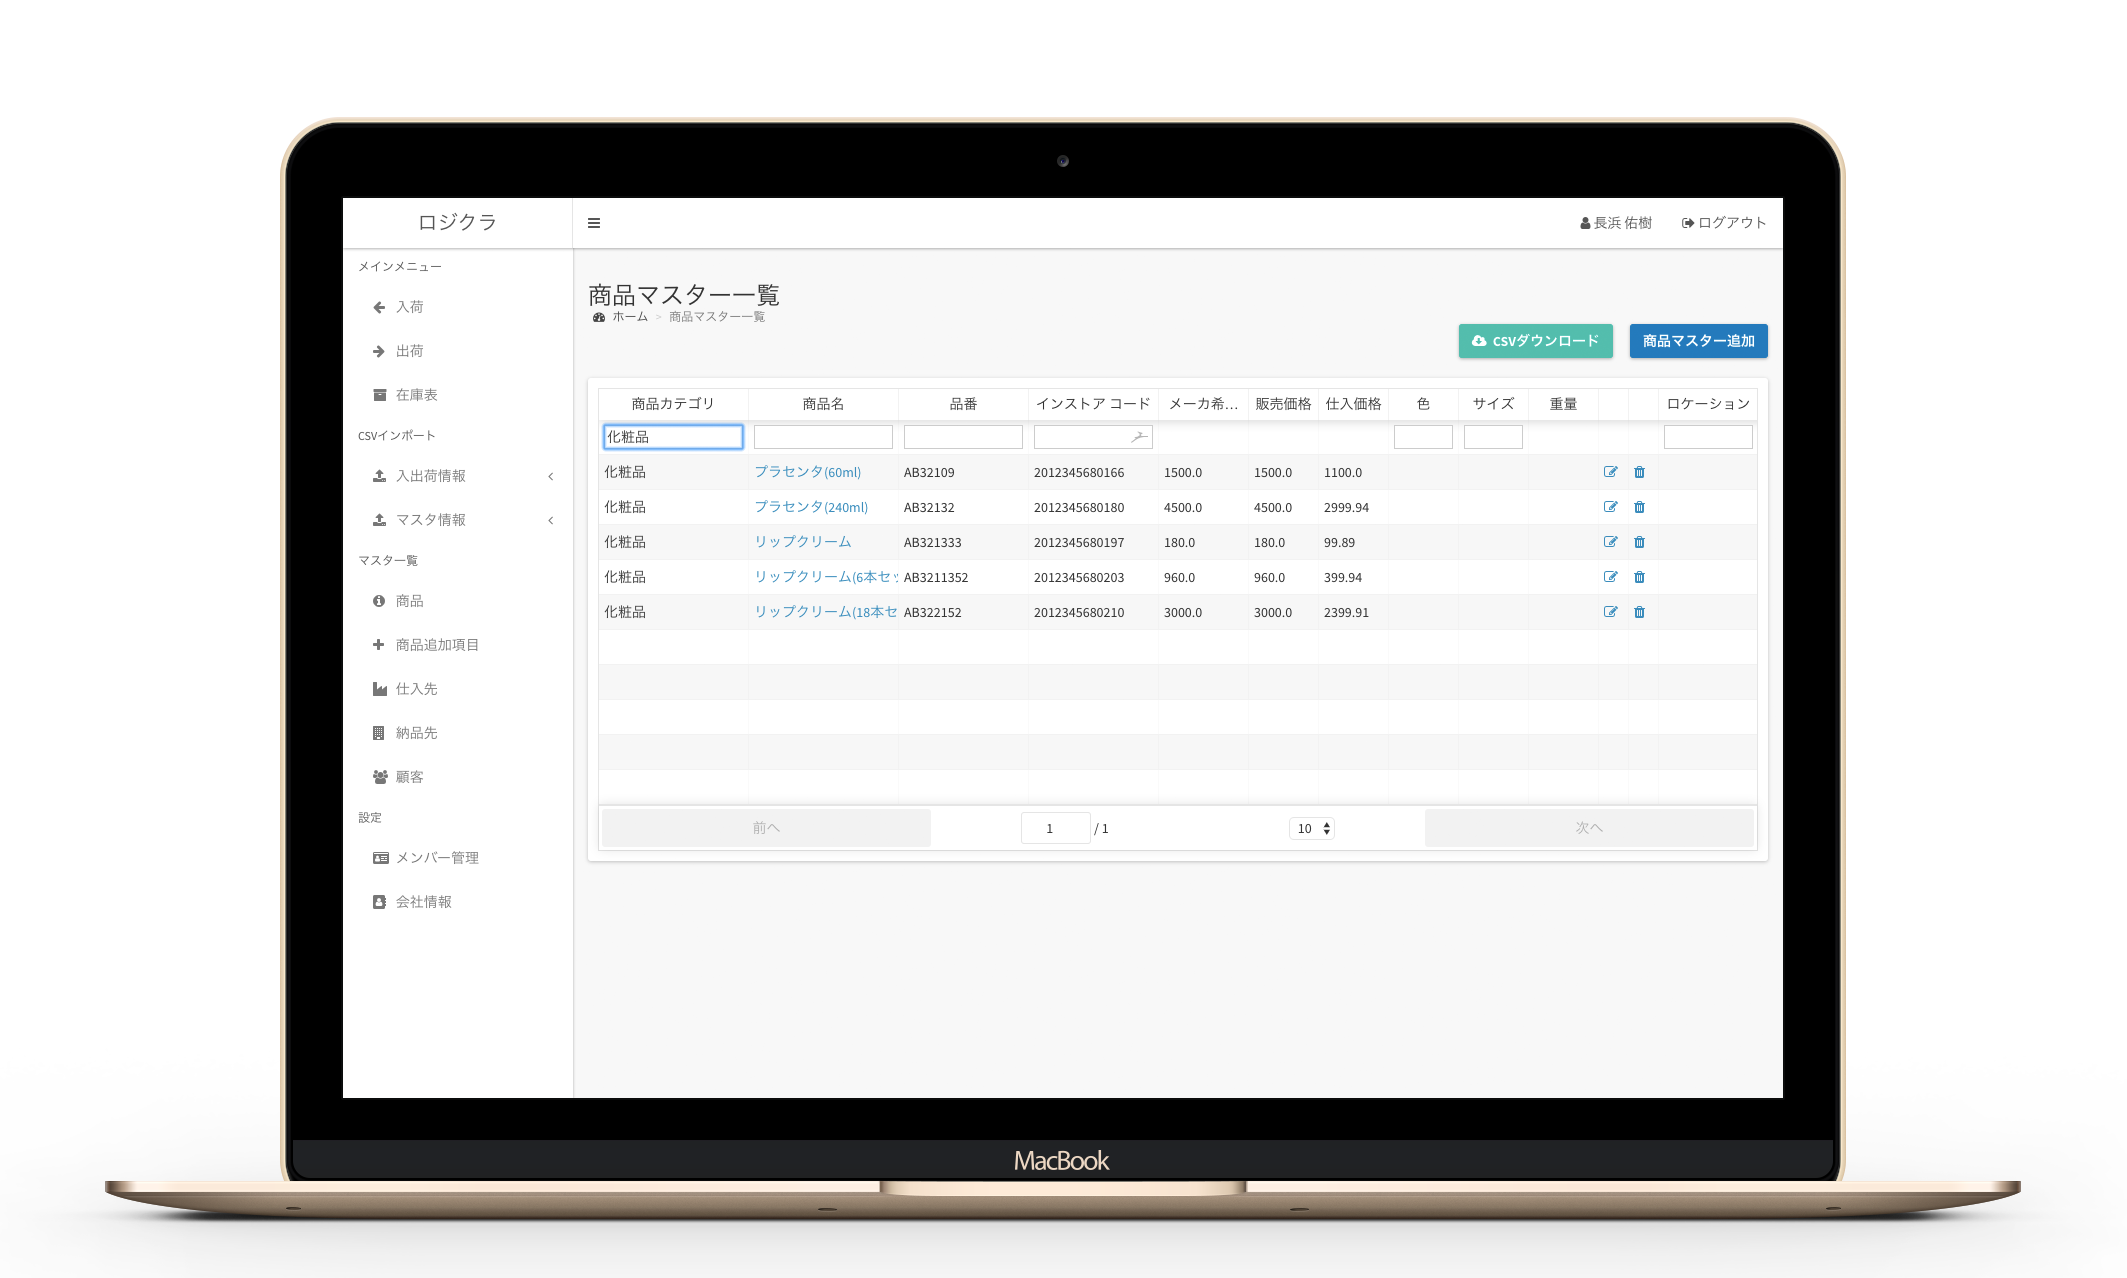 ロジクラ
長浜 佑樹 ログアウト
メインメニュー
入荷
出荷
在庫表
CSVインポート
入出荷情報
マスタ情報
マスター覧
商品
商品追加項目
仕入先
納品先
顧客
設定
メンバー管理
会社情報
商品マスター一覧
ホーム > 商品マスター一覧
CSVダウンロード 商品マスター追加
商品カテゴリ 商品名 品番 インストア コード メーカ希... 販売価格 仕入価格 色 サイズ 重量 ロケーション
化粧品
化粧品 プラセンタ(60ml) AB32109 2012345680166 1500.0 1500.0 1100.0
化粧品 プラセンタ(240ml) AB32132 2012345680180 4500.0 4500.0 2999.94
化粧品 リップクリーム AB321333 2012345680197 180.0 180.0 99.89
化粧品 リップクリーム(6本セッ AB3211352 2012345680203 960.0 960.0 399.94
化粧品 リップクリーム(18本セ AB322152 2012345680210 3000.0 3000.0 2399.91
前へ 1 / 1 10 次へ
MacBook